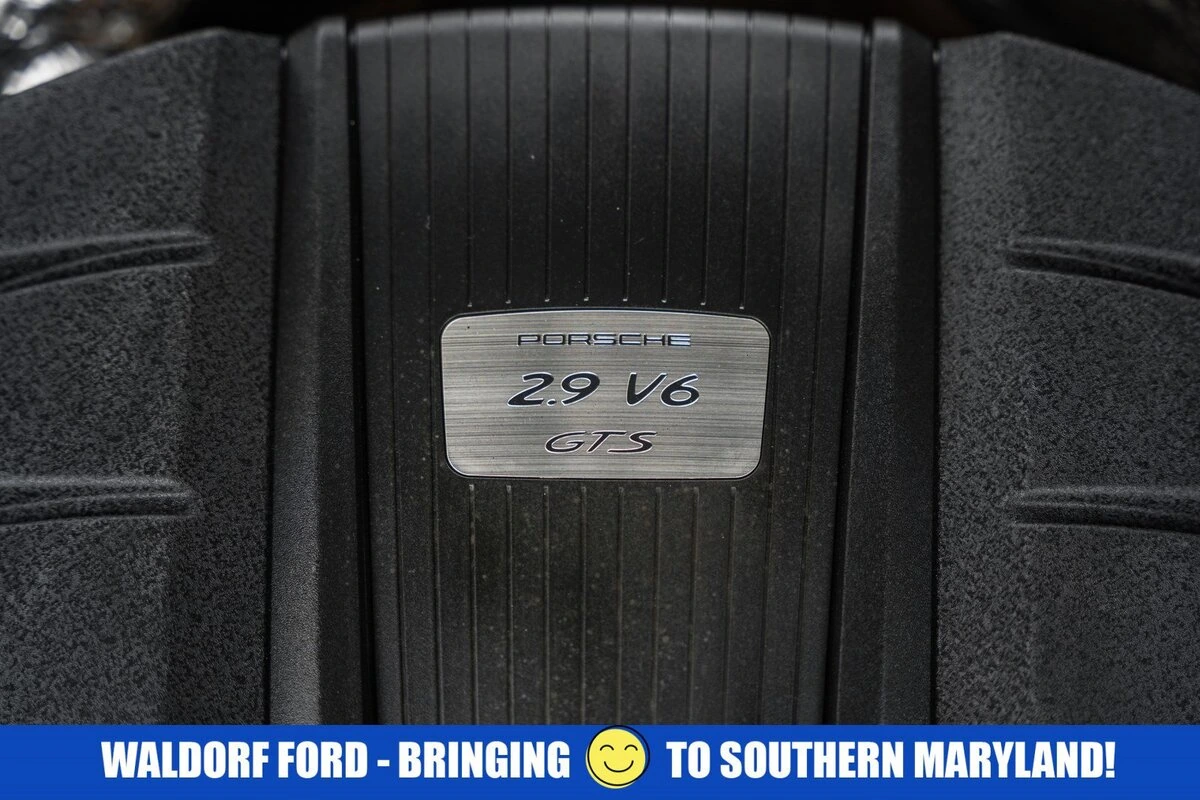 PORSCHE
2.9 V6
GTS
WALDORF FORD - BRINGING 😊 TO SOUTHERN MARYLAND!